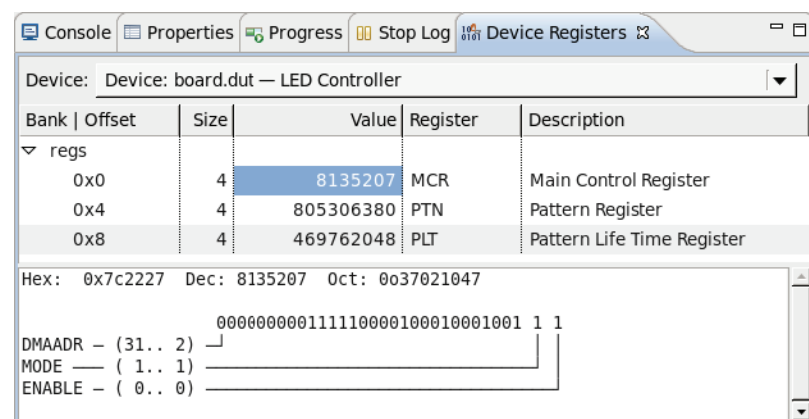 Console Properties Progress Stop Log Device Registers
Device: Device: board.dut — LED Controller
Bank | Offset Size Value Register Description
regs
0x0 4 8135207 MCR Main Control Register
0x4 4 805306380 PTN Pattern Register
0x8 4 469762048 PLT Pattern Life Time Register
Hex: 0x7c2227 Dec: 8135207 Oct: 0o37021047
000000000111110000100010001001 1 1
DMAADR — (31.. 2)
MODE —— ( 1.. 1)
ENABLE — ( 0.. 0)